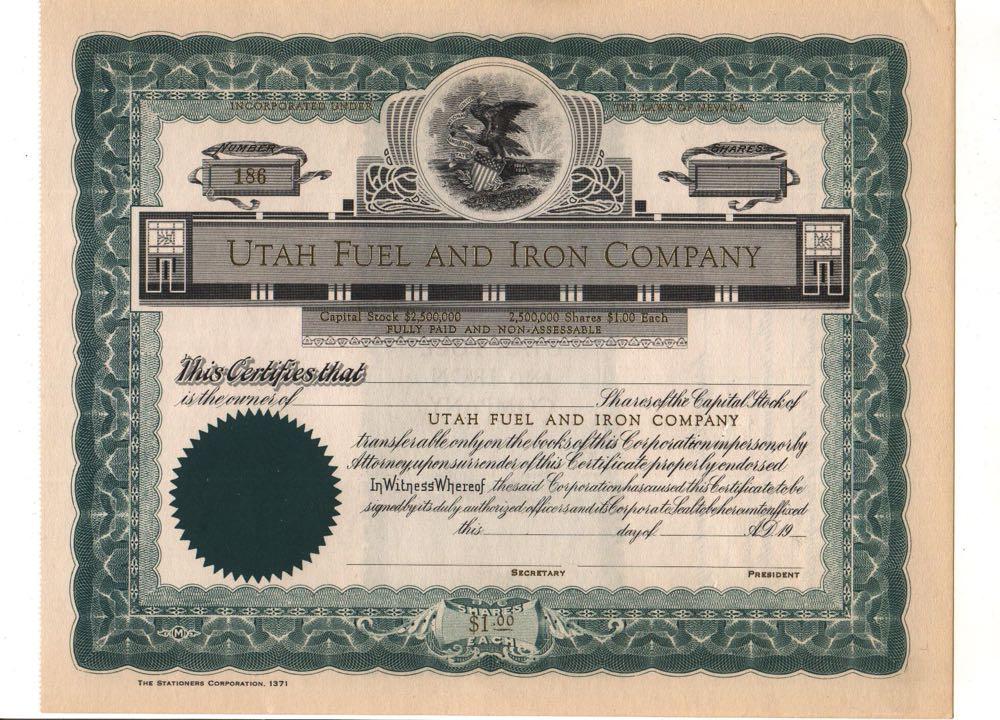 INCORPORATED UNDER THE LAWS OF NEVADA
NUMBER
186
SHARES
UTAH FUEL AND IRON COMPANY
Capital Stock $2,500,000 2,500,000 Shares $1.00 Each
FULLY PAID AND NON-ASSESSABLE
This Certifies that
is the owner of Shares of the Capital Stock of
UTAH FUEL AND IRON COMPANY
transferable only on the books of this Corporation in person or by
Attorney upon surrender of this Certificate properly endorsed
In Witness Whereof the said Corporation has caused this Certificate to be
signed by its duly authorized officers and its Corporate Seal to be hereunto affixed
this day of A.D. 19
SECRETARY PRESIDENT
SHARES
$1.00
EACH
M
THE STATIONERS CORPORATION, 1371